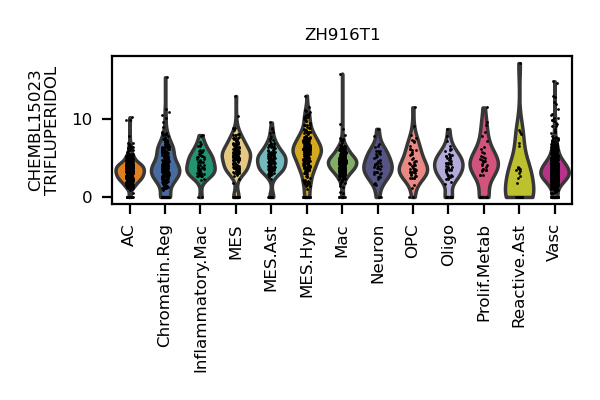 ZH916T1
CHEMBL15023
TRIFLUPERIDOL
10
0
AC
Chromatin.Reg
Inflammatory.Mac
MES
MES.Ast
MES.Hyp
Mac
Neuron
OPC
Oligo
Prolif.Metab
Reactive.Ast
Vasc